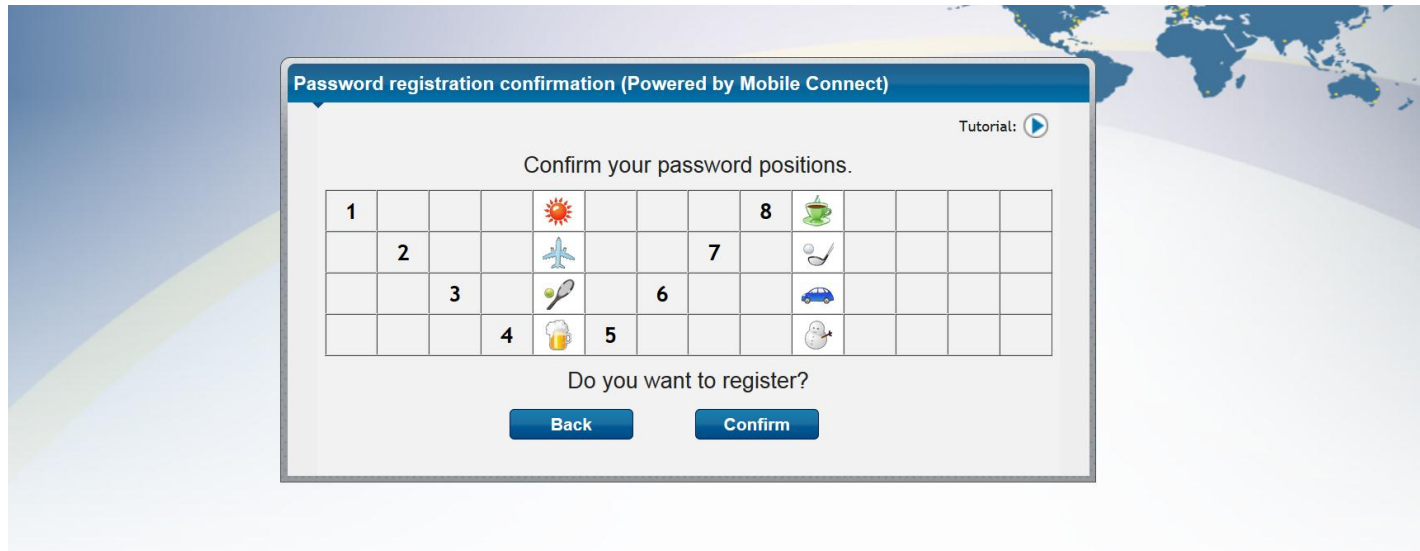 Password registration confirmation (Powered by Mobile Connect)
Tutorial:
Confirm your password positions.
1 8
2 7
3 6
4 5
Do you want to register?
Back Confirm